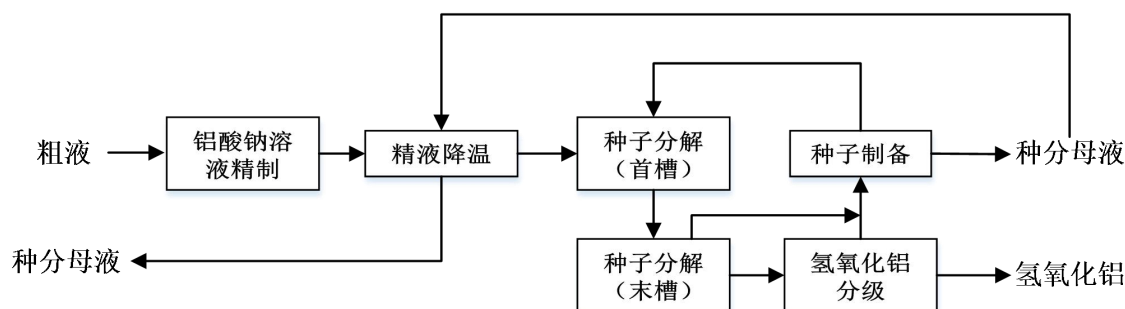 粗液
铝酸钠溶
液精制
精液降温
种子分解
（首槽）
种子制备
种分母液
种分母液
种子分解
（末槽）
氢氧化铝
分级
氢氧化铝